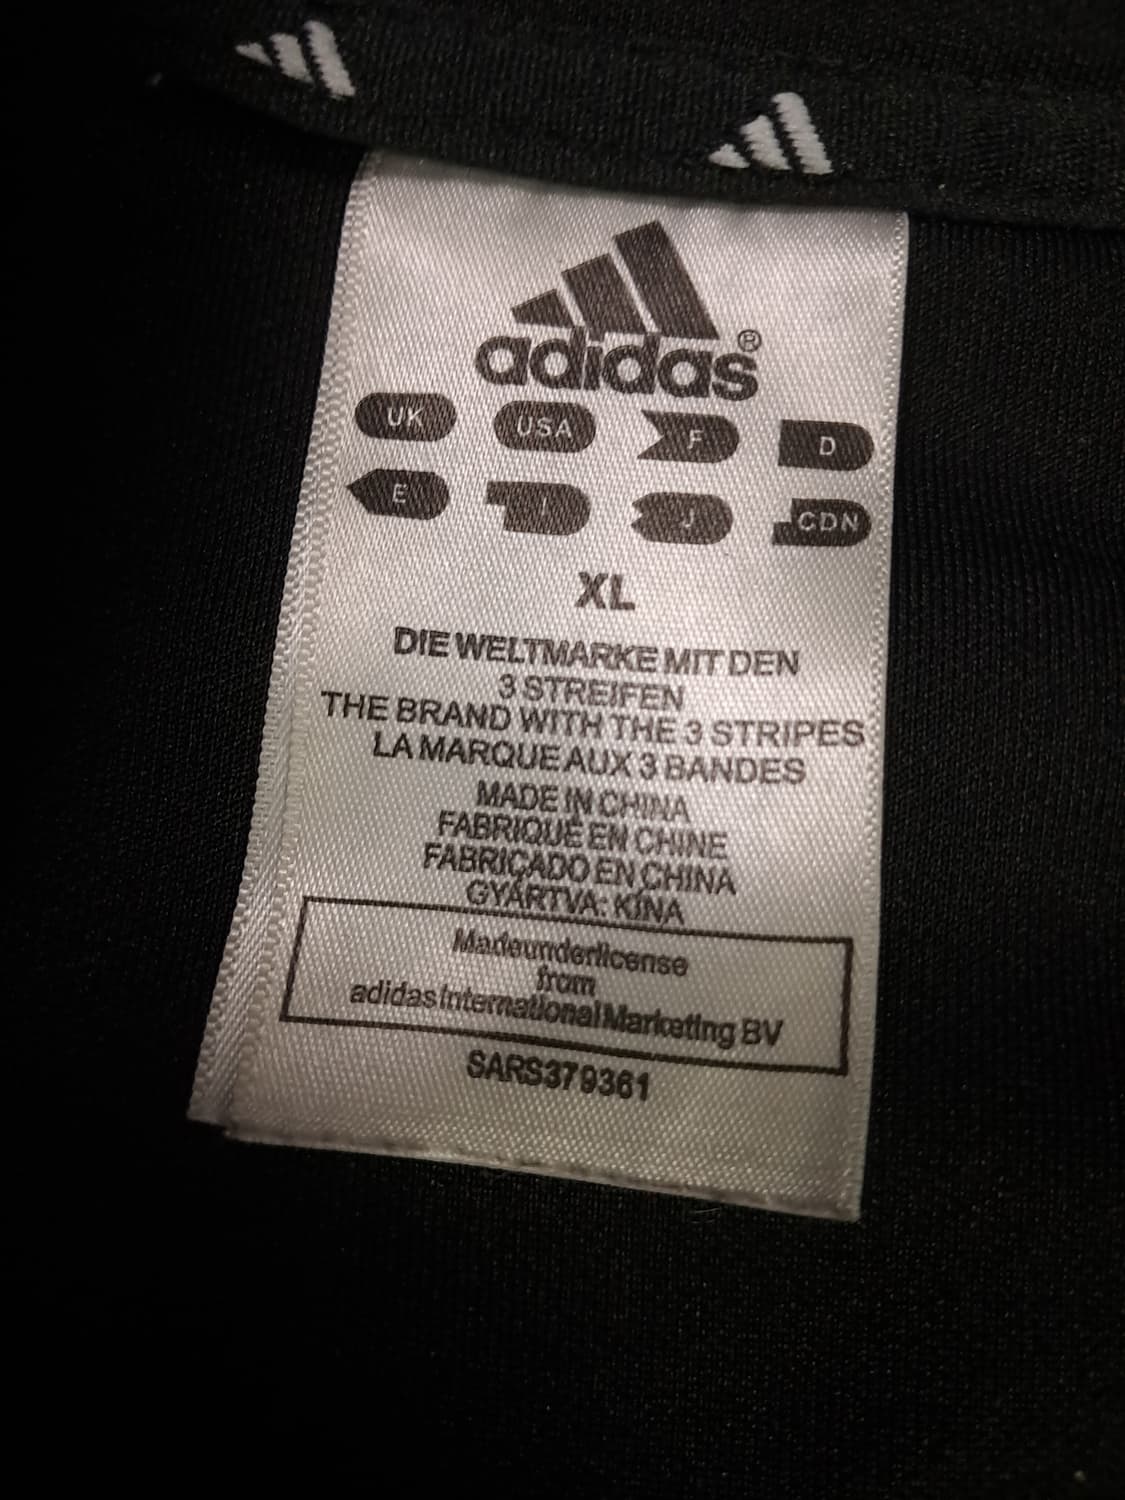 adidas®
UK USA F D
E I J CDN
XL
DIE WELTMARKE MIT DEN
3 STREIFEN
THE BRAND WITH THE 3 STRIPES
LA MARQUE AUX 3 BANDES
MADE IN CHINA
FABRIQUÉ EN CHINE
FABRIÇADO EN CHINA
GYÁRTVA: KÍNA
Madeunderlicense
from
adidasInternationalMarketing BV
SARS379361